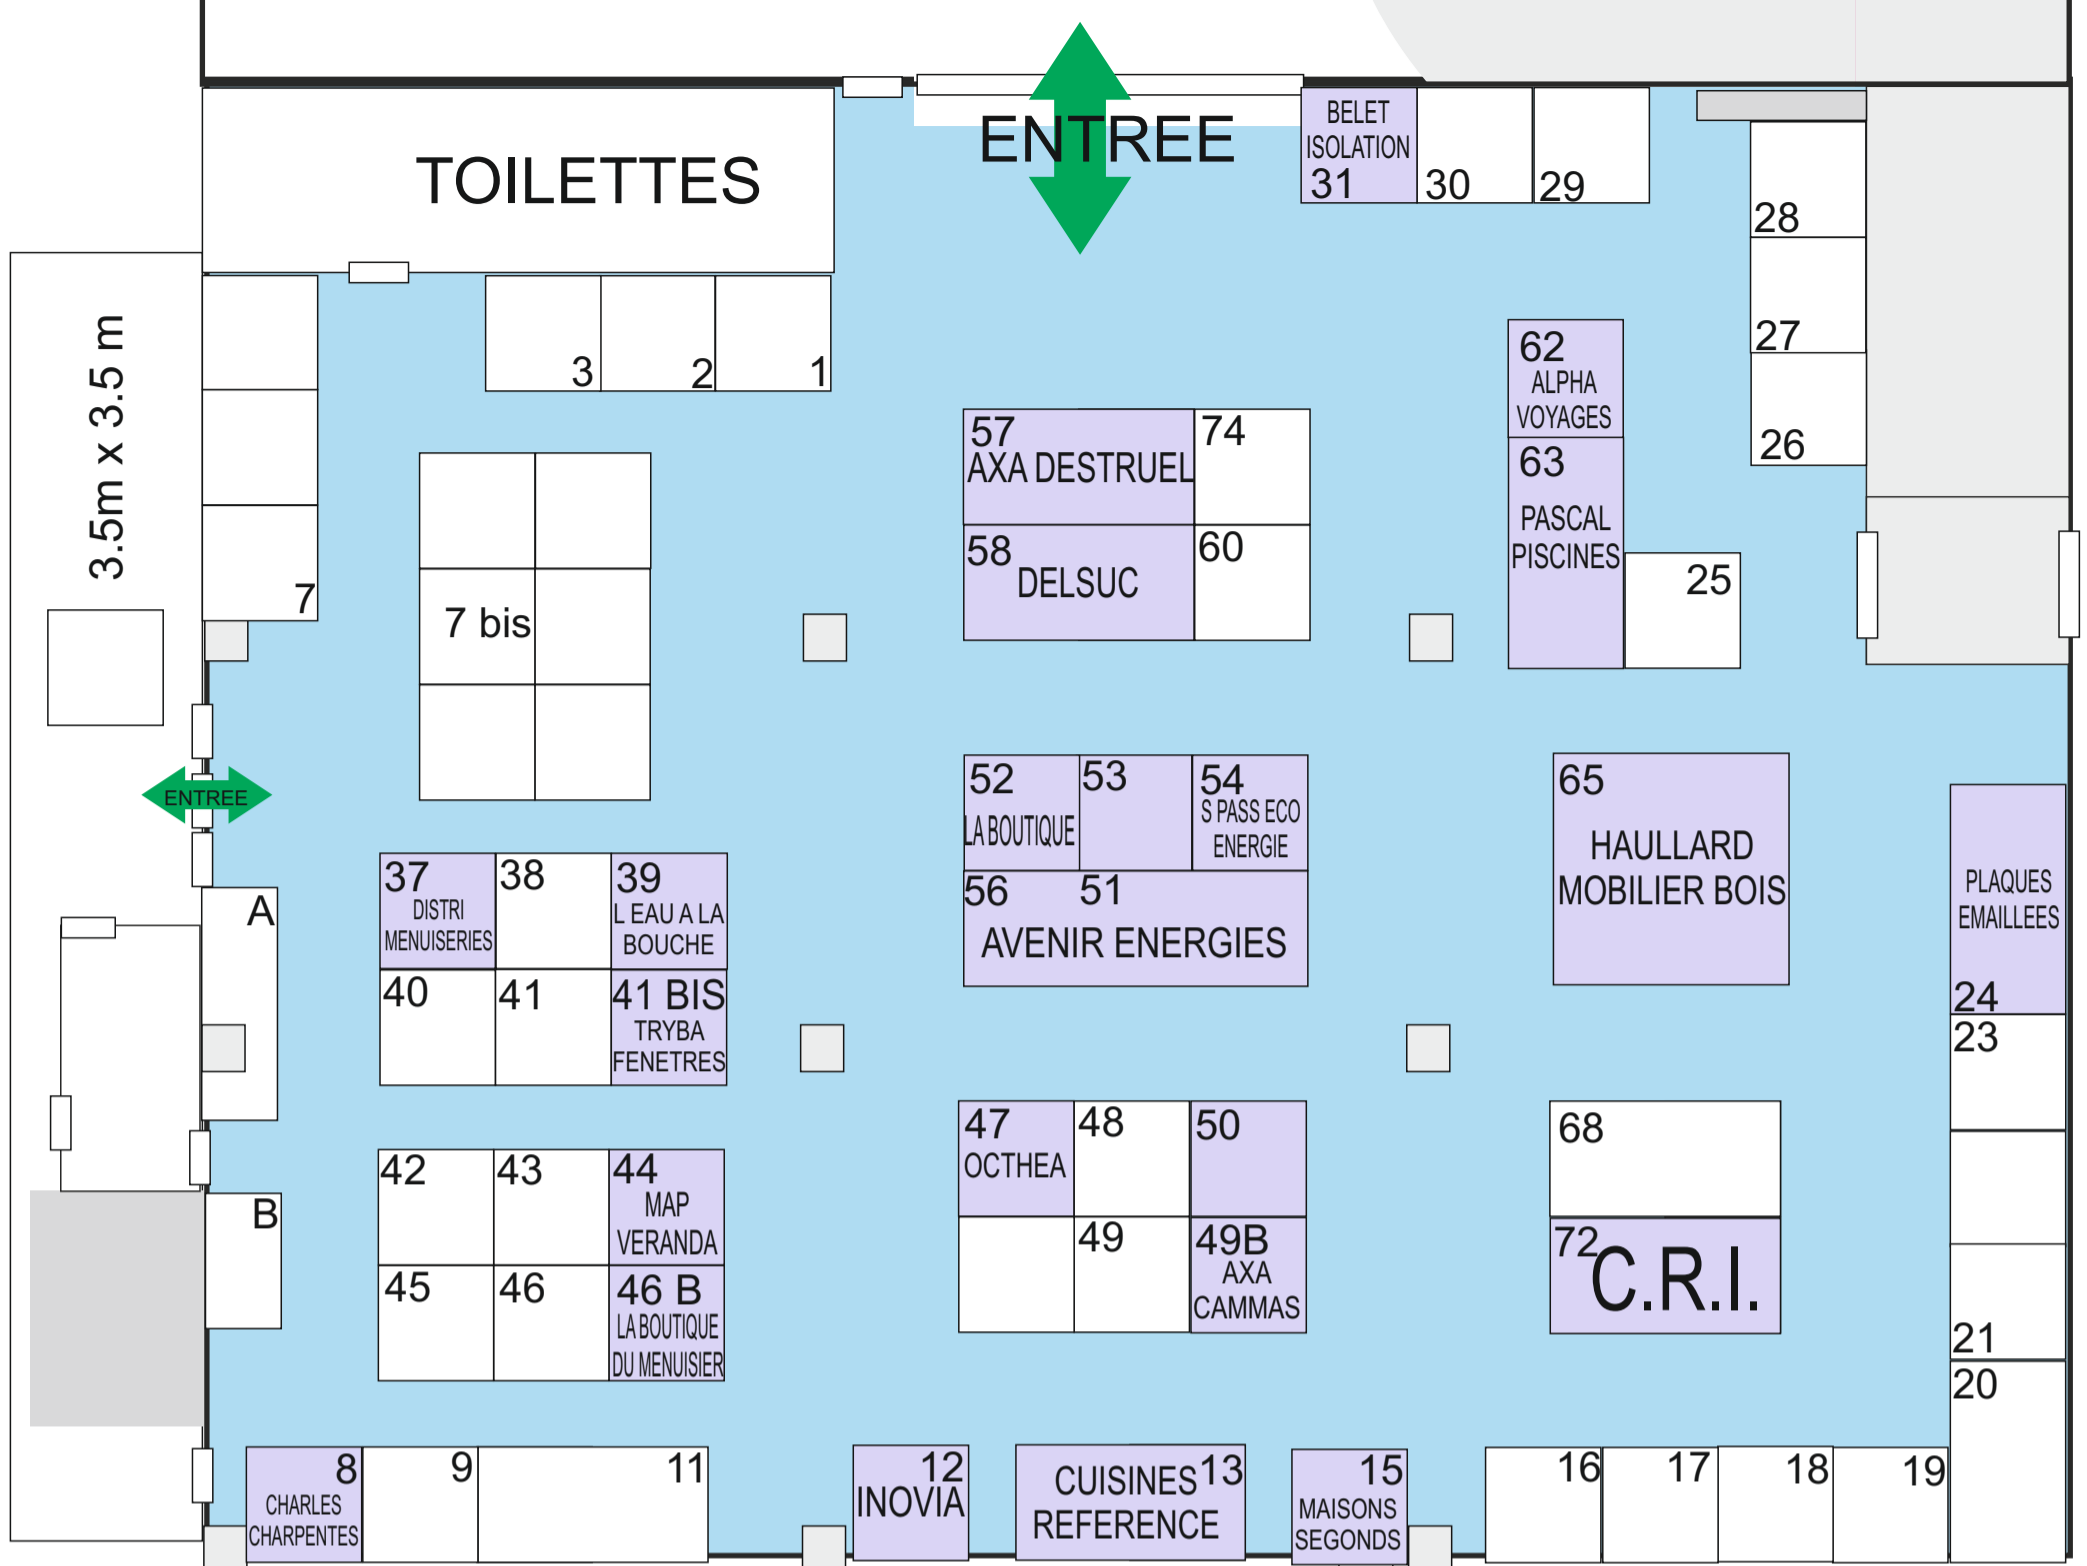 ENTREE
TOILETTES
BELET
ISOLATION
31
30
29
28
27
26
3.5m x 3.5 m
3
2
1
7
7 bis
57
AXA DESTRUEL
74
58
DELSUC
60
62
ALPHA
VOYAGES
63
PASCAL
PISCINES
25
ENTREE
52
LA BOUTIQUE
53
54
S PASS ECO
ENERGIE
56
51
AVENIR ENERGIES
65
HAULLARD
MOBILIER BOIS
PLAQUES
EMAILLEES
24
23
A
37
DISTRI
MENUISERIES
38
39
L EAU A LA
BOUCHE
40
41
41 BIS
TRYBA
FENETRES
B
42
43
44
MAP
VERANDA
45
46
46 B
LA BOUTIQUE
DU MENUISIER
47
OCTHEA
48
50
49
49B
AXA
CAMMAS
68
72
C.R.I.
21
20
8
CHARLES
CHARPENTES
9
11
12
INOVIA
CUISINES
13
REFERENCE
15
MAISONS
SEGONDS
16
17
18
19